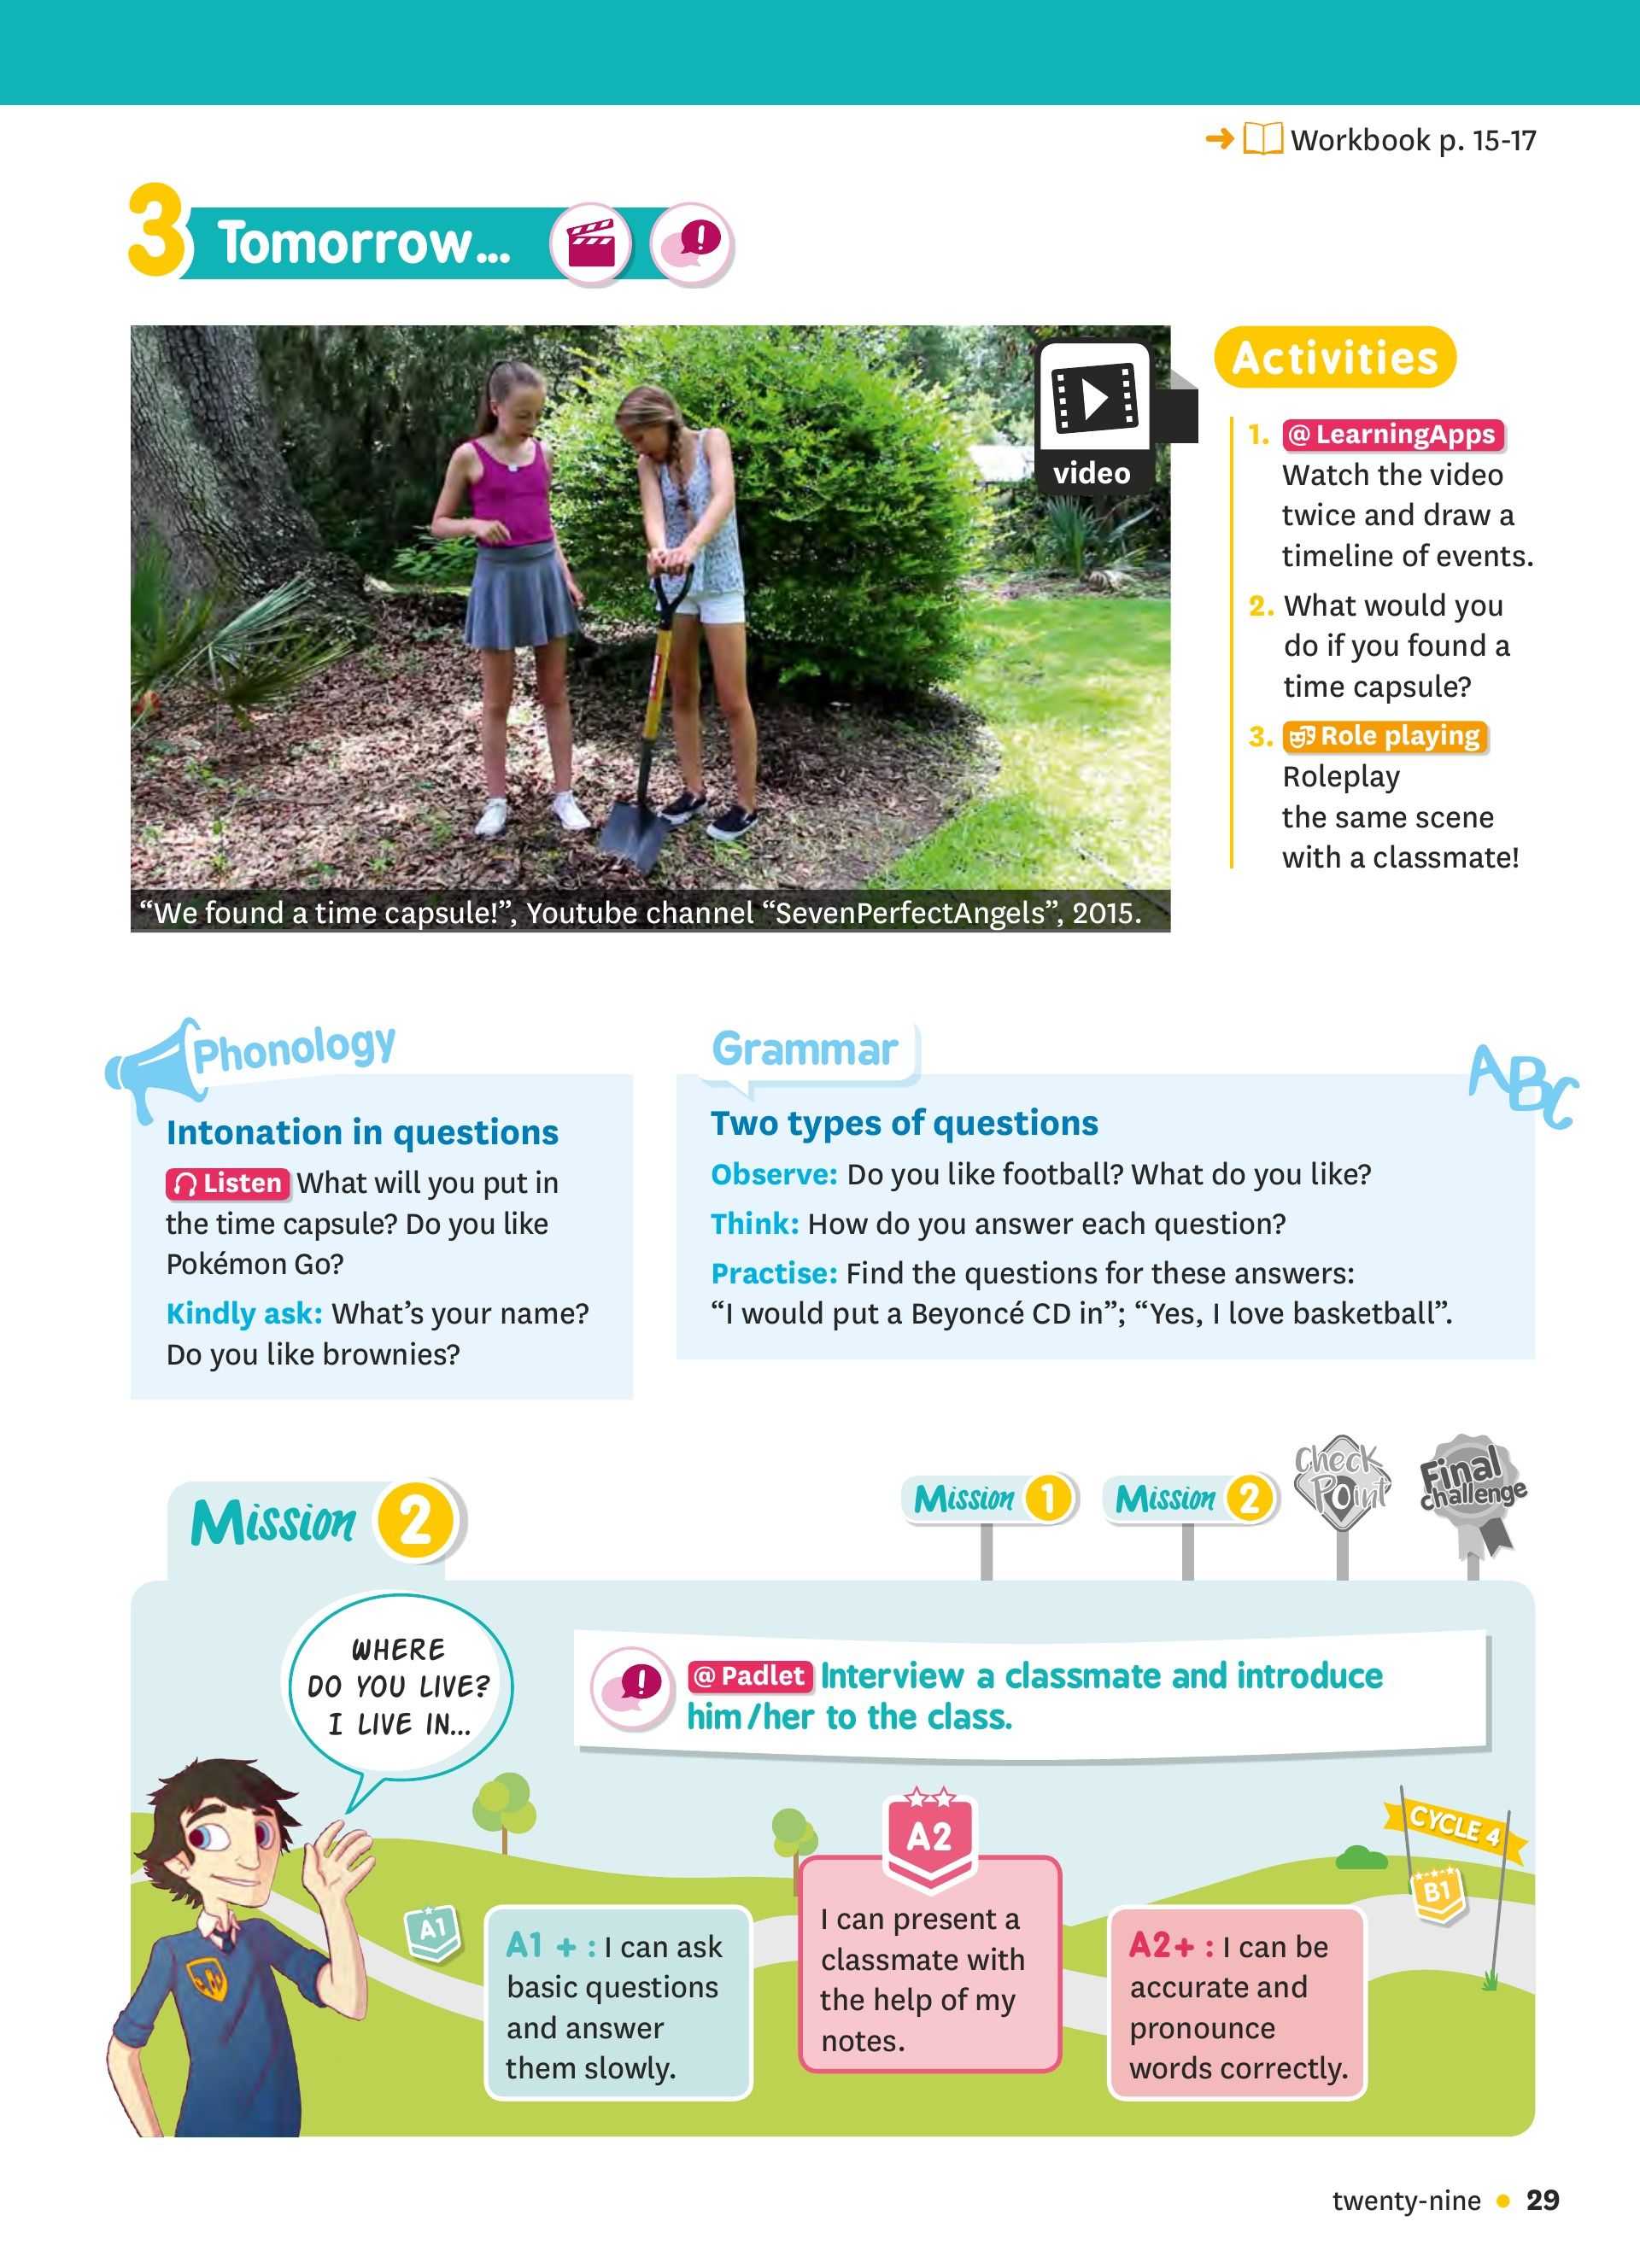 Workbook p. 15-17
3 Tomorrow...
video
“We found a time capsule!”, Youtube channel “SevenPerfectAngels”, 2015.
Activities
1. @ LearningApps
Watch the video
twice and draw a
timeline of events.
2. What would you
do if you found a
time capsule?
3. Role playing
Roleplay
the same scene
with a classmate!
Phonology
Intonation in questions
Listen What will you put in
the time capsule? Do you like
Pokémon Go?
Kindly ask: What’s your name?
Do you like brownies?
Grammar
ABC
Two types of questions
Observe: Do you like football? What do you like?
Think: How do you answer each question?
Practise: Find the questions for these answers:
“I would put a Beyoncé CD in”; “Yes, I love basketball”.
Mission 2
Mission 1
Mission 2
Check
Point
Final
challenge
WHERE
DO YOU LIVE?
I LIVE IN...
@ Padlet Interview a classmate and introduce
him/her to the class.
A1
A1 + : I can ask
basic questions
and answer
them slowly.
A2
I can present a
classmate with
the help of my
notes.
A2+ : I can be
accurate and
pronounce
words correctly.
CYCLE 4
B1
twenty-nine • 29